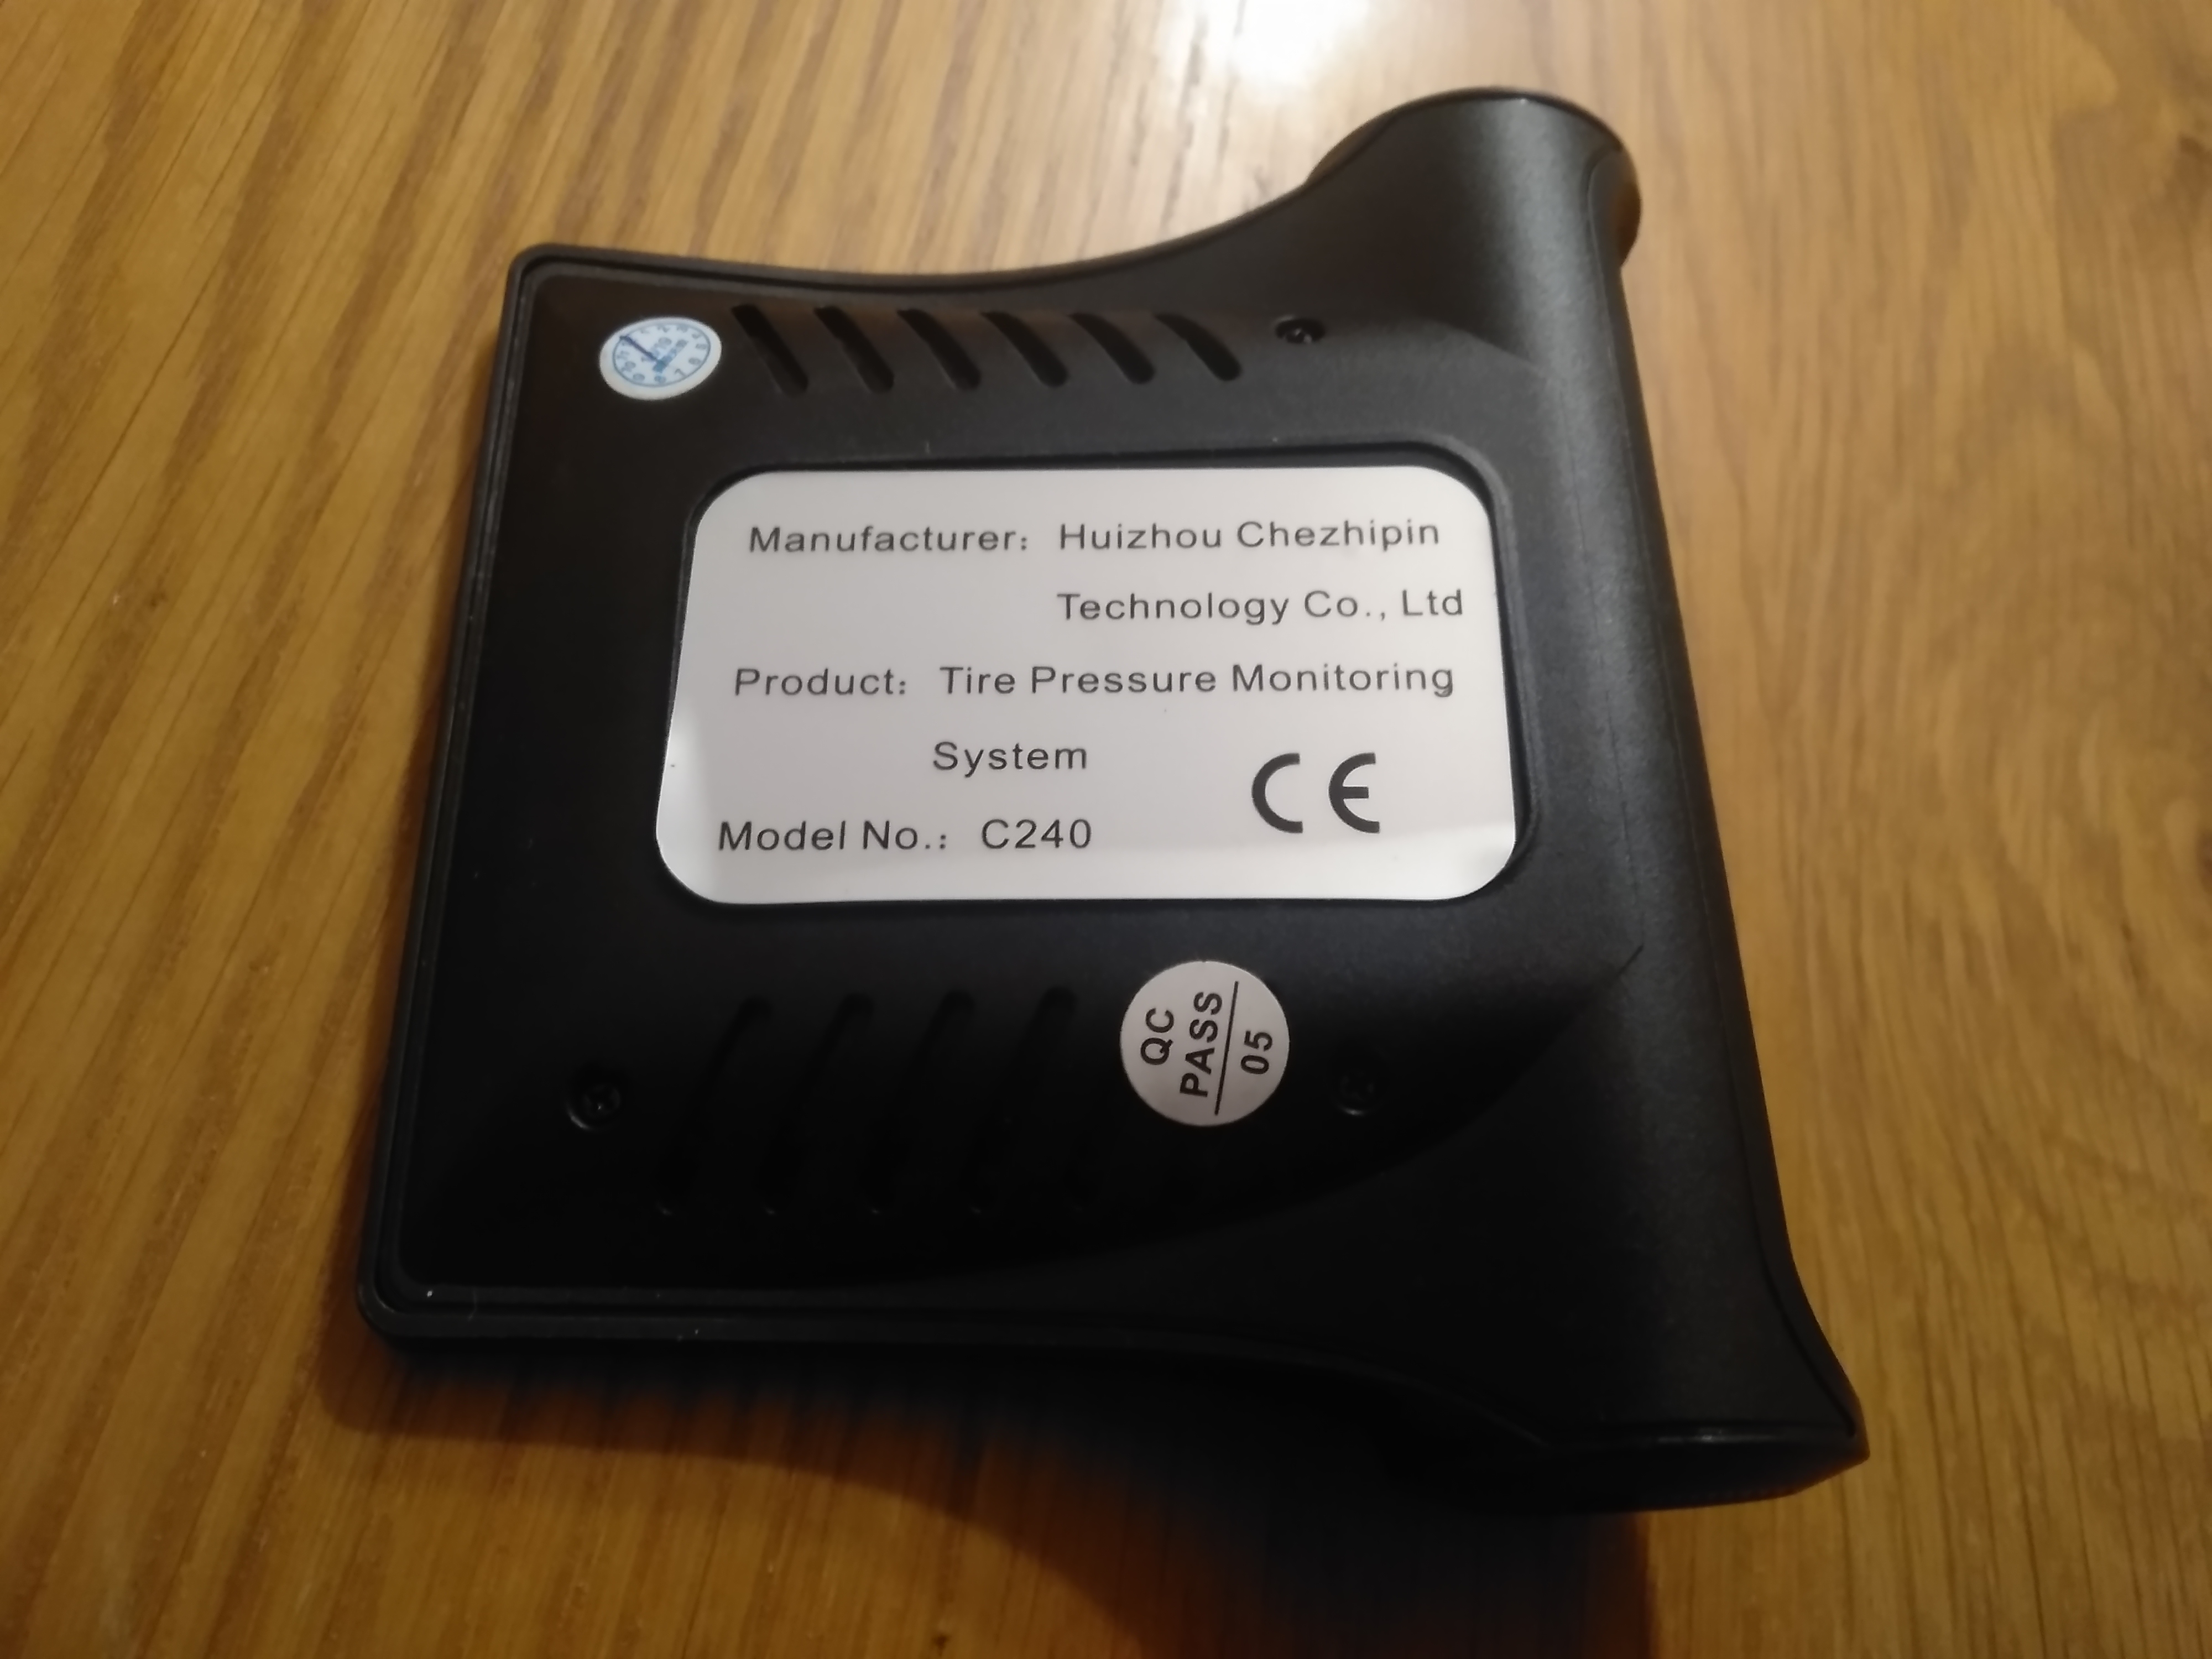 Manufacturer: Huizhou Chezhipin
Technology Co., Ltd
Product: Tire Pressure Monitoring
System
CE
Model No.: C240
QC
PASS
05